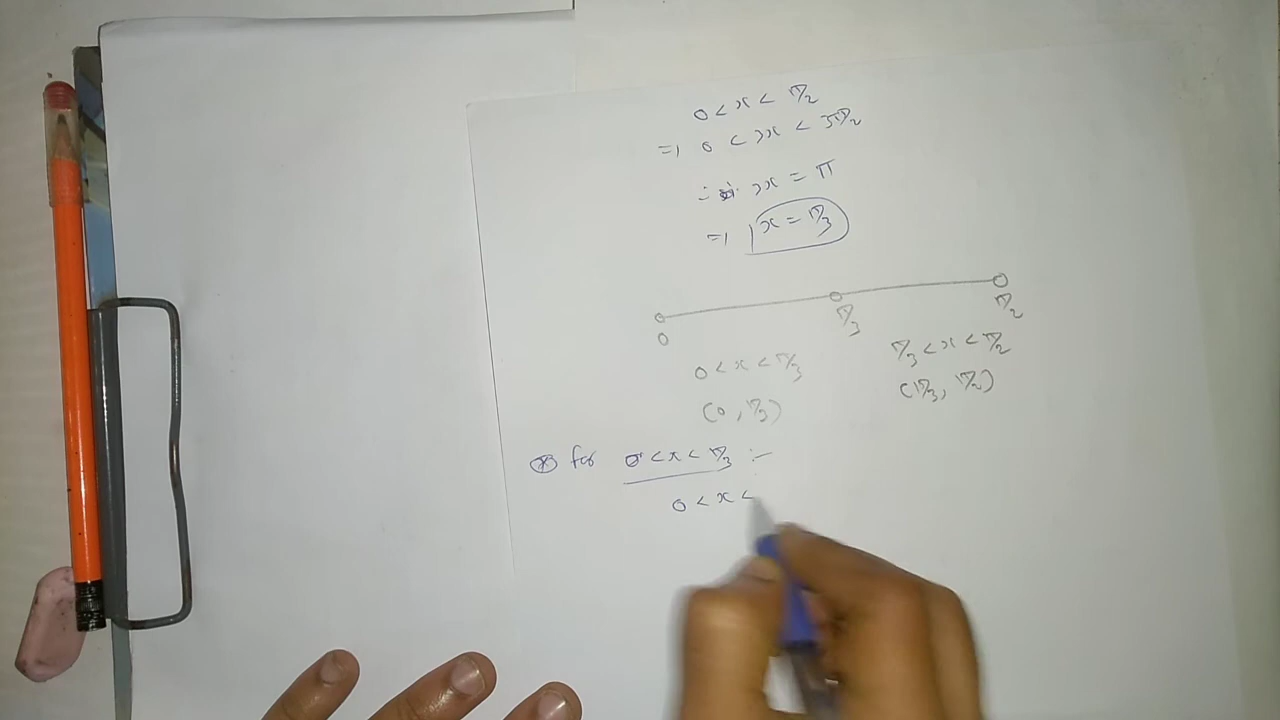 0 < x < π/2
⇒ 0 < 3x < 3π/2
∴ 3x = π
⇒ x = π/3
0 π/3 π/2
0 < x < π/3 π/3 < x < π/2
(0, π/3) (π/3, π/2)
* for 0 < x < π/3 :-
0 < x <